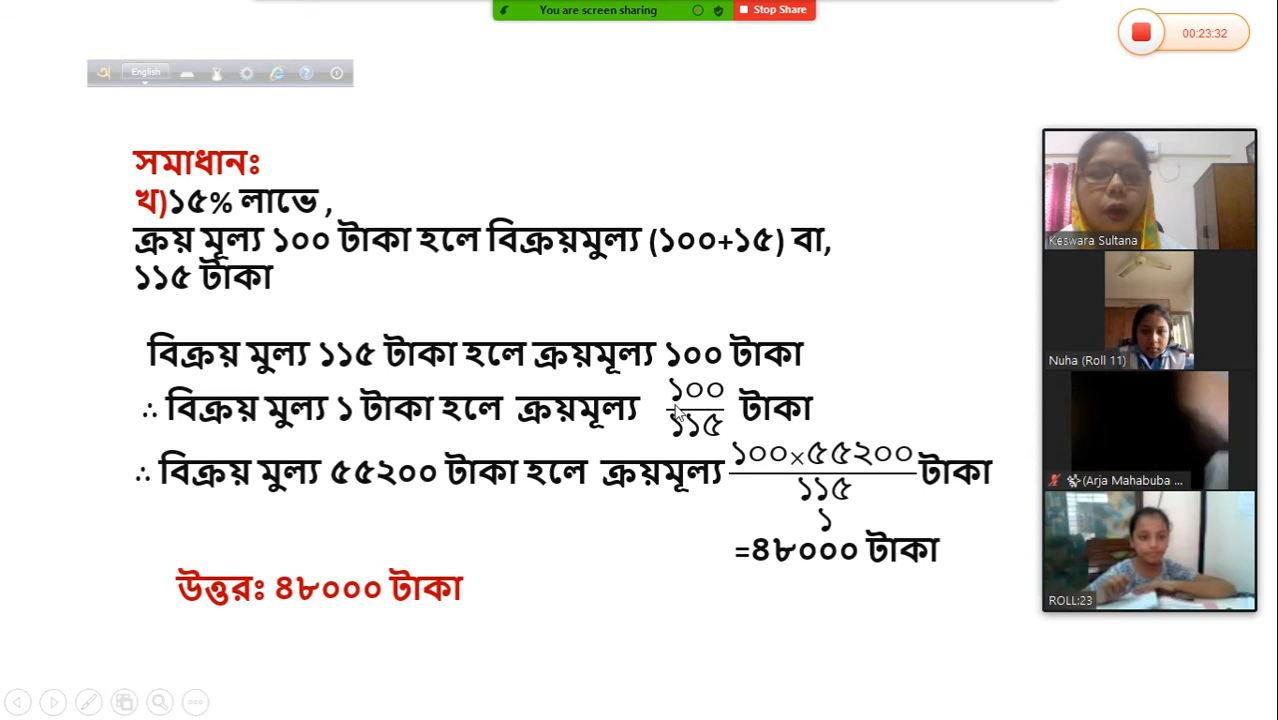 You are screen sharing
Stop Share
00:23:32
English
সমাধানঃ
খ)১৫% লাভে ,
ক্রয় মূল্য ১০০ টাকা হলে বিক্রয়মুল্য (১০০+১৫) বা,
১১৫ টাকা
বিক্রয় মুল্য ১১৫ টাকা হলে ক্রয়মূল্য ১০০ টাকা
∴ বিক্রয় মুল্য ১ টাকা হলে ক্রয়মূল্য ১০০/১১৫ টাকা
∴ বিক্রয় মুল্য ৫৫২০০ টাকা হলে ক্রয়মূল্য ১০০×৫৫২০০/১১৫ টাকা
১
=৪৮০০০ টাকা
উত্তরঃ ৪৮০০০ টাকা
Keswara Sultana
Nuha (Roll 11)
(Arja Mahabuba ...
ROLL:23